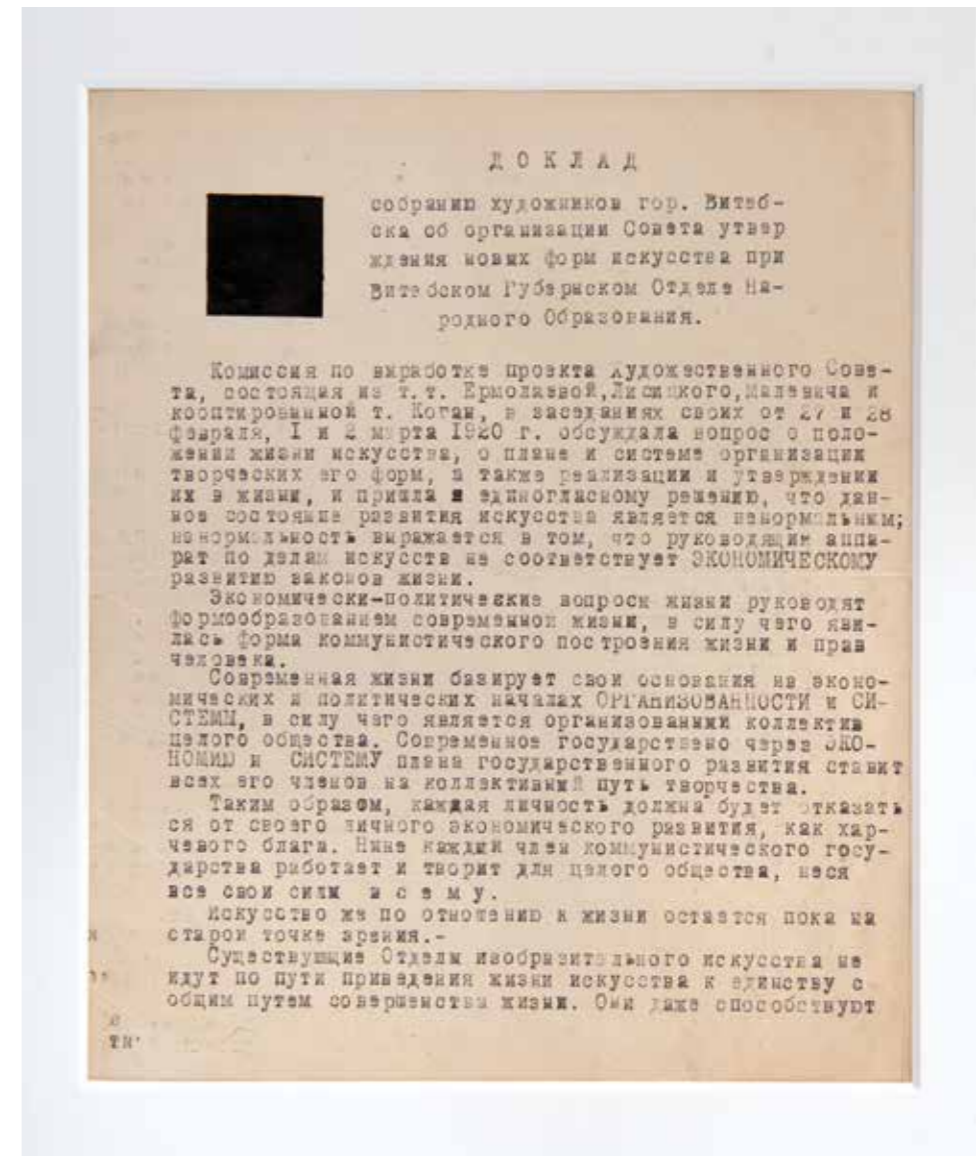 ДОКЛАД
собранию художников гор. Витеб-
ска об организации Совета утвер
ждения новых форм искусства при
Витебском Губернском Отделе На-
родного Образования.
Комиссия по выработке проекта Художественного Сове-
та, состоящая из т.т. Ермолаевой,Лисицкого,Малевича и
кооптированной т. Коган, в заседаниях своих от 27 и 28
февраля, I и 2 марта I920 г. обсуждала вопрос о поло-
жении жизни искусства, о плане и системе организации
творческих его форм, а также реализации и утверждении
их в жизни, и пришла к единогласному решению, что дан-
ное состояние развития искусства является ненормальным;
ненормальность выражается в том, что руководящий аппа-
рат по делам искусств не соответствует ЭКОНОМИЧЕСКОМУ
развитию законов жизни.
Экономически-политические вопросы жизни руководят
формообразованием современной жизни, в силу чего яви-
лась форма коммунистического построения жизни и прав
человека.
Современная жизни базирует свои основания на эконо-
мических и политических началах ОРГАНИЗОВАННОСТИ и СИ-
СТЕМЫ, в силу чего является организованным коллектив
целого общества. Современное государствено через ЭКО-
НОМИЮ и СИСТЕМУ плана государственного развития ставит
всех его членов на коллективный путь творчества.
Таким образом, каждая личность должна будет отказать
ся от своего личного экономического развития, как хар-
чевого блага. Ныне каждый член коммунистического госу-
дарства работает и творит для целого общества, неся
все свои силы всему.
Искусство же по отношению к жизни остается пока на
старой точке зрения.-
Существующие Отделы изобразительного искусства не
идут по пути приведения жизни искусства к единству с
общим путем совершенства жизни. Они даже способствуют